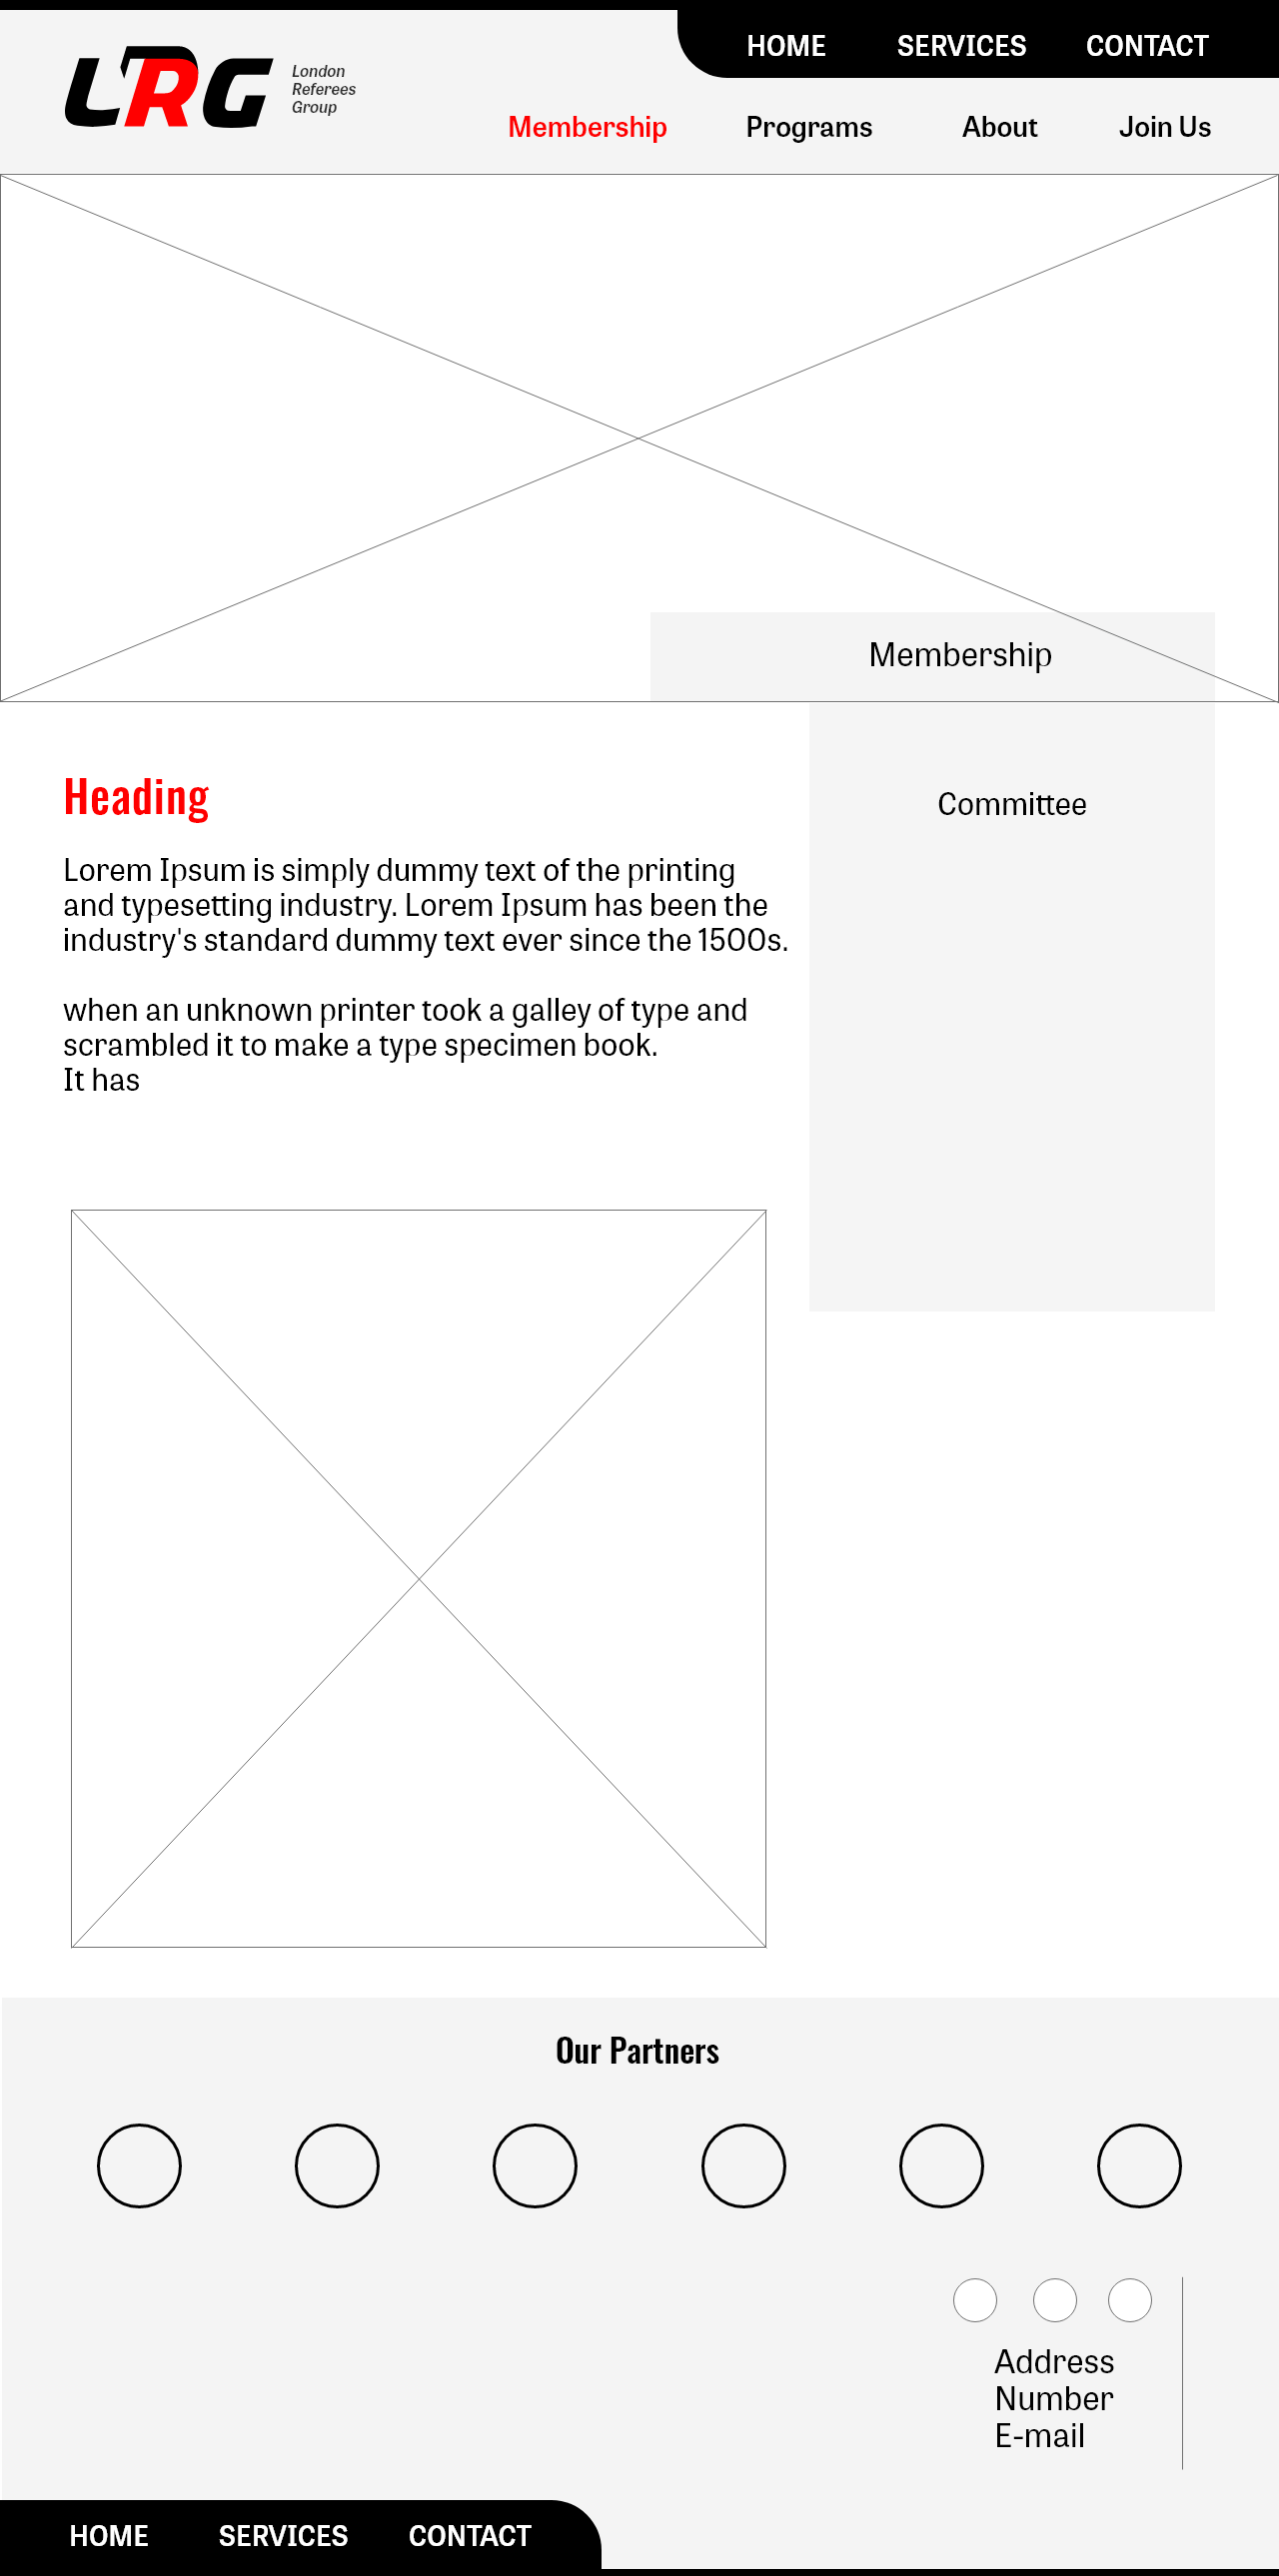 HOME SERVICES CONTACT
LRG
London
Referees
Group
Membership Programs About Join Us
Membership
Committee
Heading
Lorem Ipsum is simply dummy text of the printing
and typesetting industry. Lorem Ipsum has been the
industry's standard dummy text ever since the 1500s.
when an unknown printer took a galley of type and
scrambled it to make a type specimen book.
It has
Our Partners
Address
Number
E-mail
HOME SERVICES CONTACT